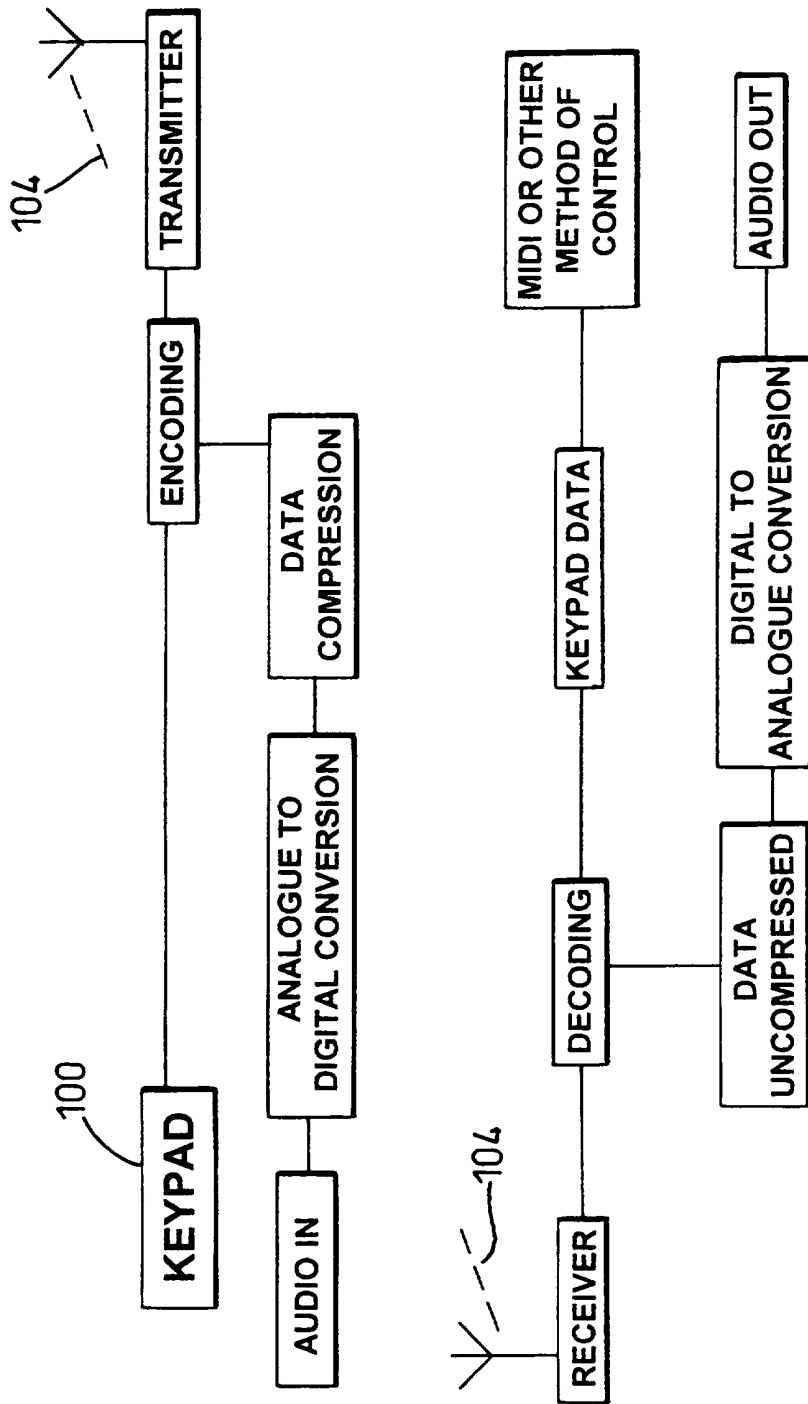 104
TRANSMITTER
ENCODING
100
KEYPAD
DATA
COMPRESSION
ANALOGUE TO
DIGITAL CONVERSION
AUDIO IN
104
RECEIVER
DECODING
KEYPAD DATA
MIDI OR OTHER
METHOD OF
CONTROL
DATA
UNCOMPRESSED
DIGITAL TO
ANALOGUE CONVERSION
AUDIO OUT